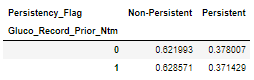 Persistency_Flag Non-Persistent Persistent
Gluco_Record_Prior_Ntm
0 0.621993 0.378007
1 0.628571 0.371429